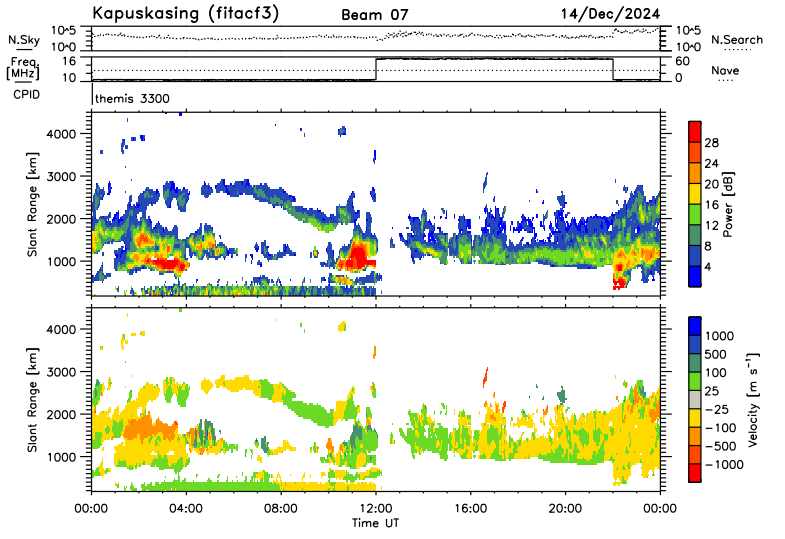 Kapuskasing (fitacf3) Beam 07 14/Dec/2024
N.Sky 10^5 10^0 10^5 10^0 N.Search
Freq. [MHz] 16 10 60 0 Nave
CPID themis 3300
Slant Range [km] 4000 3000 2000 1000
28 24 20 16 12 8 4 Power [dB]
Slant Range [km] 4000 3000 2000 1000
1000 500 100 25 −25 −100 −500 −1000 Velocity [m s⁻¹]
00:00 04:00 08:00 12:00 16:00 20:00 00:00
Time UT